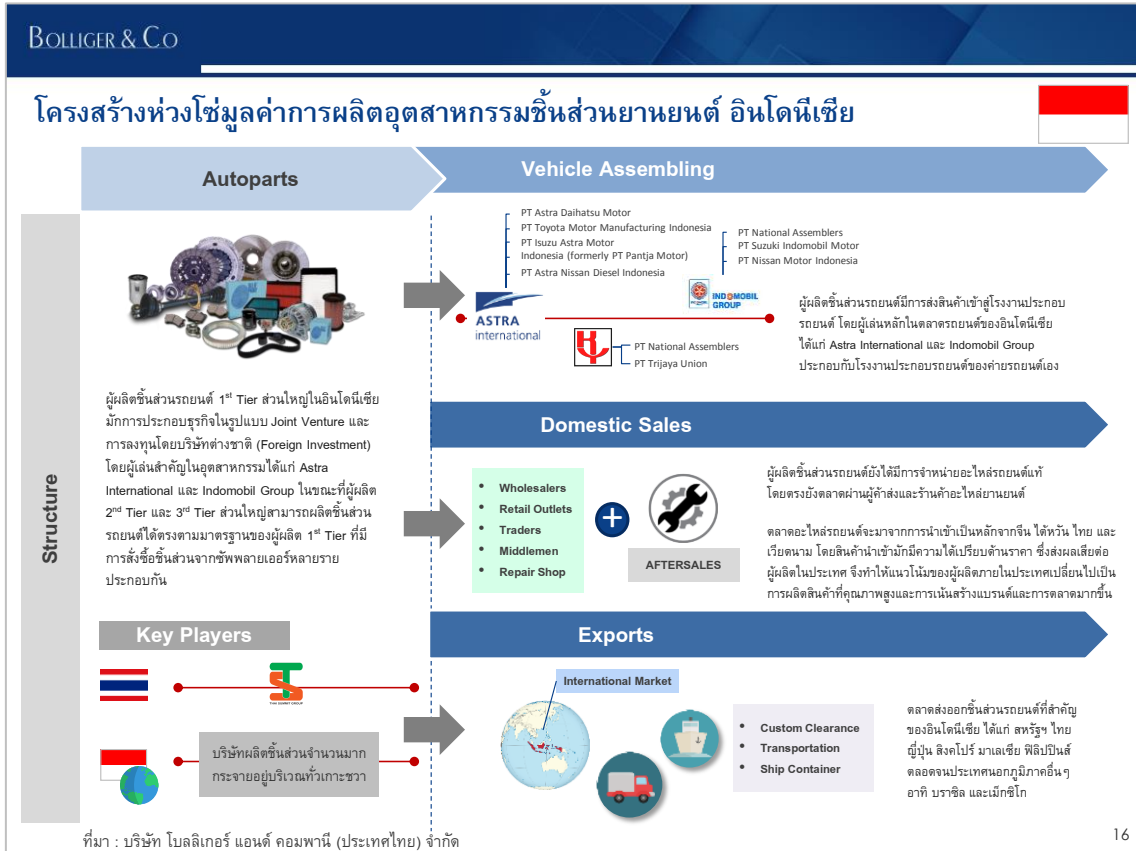 BOLLIGER & CO
โครงสร้างห่วงโซ่มูลค่าการผลิตอุตสาหกรรมชิ้นส่วนยานยนต์ อินโดนีเซีย
Structure
Autoparts
ผู้ผลิตชิ้นส่วนรถยนต์ 1st Tier ส่วนใหญ่ในอินโดนีเซีย
มักการประกอบธุรกิจในรูปแบบ Joint Venture และ
การลงทุนโดยบริษัทต่างชาติ (Foreign Investment)
โดยผู้เล่นสำคัญในอุตสาหกรรมได้แก่ Astra
International และ Indomobil Group ในขณะที่ผู้ผลิต
2nd Tier และ 3rd Tier ส่วนใหญ่สามารถผลิตชิ้นส่วน
รถยนต์ได้ตรงตามมาตรฐานของผู้ผลิต 1st Tier ที่มี
การสั่งซื้อชิ้นส่วนจากซัพพลายเออร์หลายราย
ประกอบกัน
Key Players
THAI SUMMIT GROUP
บริษัทผลิตชิ้นส่วนจำนวนมาก
กระจายอยู่บริเวณทั่วเกาะชวา
Vehicle Assembling
PT Astra Daihatsu Motor
PT Toyota Motor Manufacturing Indonesia
PT Isuzu Astra Motor
Indonesia (formerly PT Pantja Motor)
PT Astra Nissan Diesel Indonesia
ASTRA
international
PT National Assemblers
PT Suzuki Indomobil Motor
PT Nissan Motor Indonesia
INDOMOBIL
GROUP
PT National Assemblers
PT Trijaya Union
ผู้ผลิตชิ้นส่วนรถยนต์มีการส่งสินค้าเข้าสู่โรงงานประกอบ
รถยนต์ โดยผู้เล่นหลักในตลาดรถยนต์ของอินโดนีเซีย
ได้แก่ Astra International และ Indomobil Group
ประกอบกับโรงงานประกอบรถยนต์ของค่ายรถยนต์เอง
Domestic Sales
• Wholesalers
• Retail Outlets
• Traders
• Middlemen
• Repair Shop
AFTERSALES
ผู้ผลิตชิ้นส่วนรถยนต์ยังได้มีการจำหน่ายอะไหล่รถยนต์แท้
โดยตรงยังตลาดผ่านผู้ค้าส่งและร้านค้าอะไหล่ยานยนต์
ตลาดอะไหล่รถยนต์จะมาจากการนำเข้าเป็นหลักจากจีน ไต้หวัน ไทย และ
เวียดนาม โดยสินค้านำเข้ามักมีความได้เปรียบด้านราคา ซึ่งส่งผลเสียต่อ
ผู้ผลิตในประเทศ จึงทำให้แนวโน้มของผู้ผลิตภายในประเทศเปลี่ยนไปเป็น
การผลิตสินค้าที่คุณภาพสูงและการเน้นสร้างแบรนด์และการตลาดมากขึ้น
Exports
International Market
• Custom Clearance
• Transportation
• Ship Container
ตลาดส่งออกชิ้นส่วนรถยนต์ที่สำคัญ
ของอินโดนีเซีย ได้แก่ สหรัฐฯ ไทย
ญี่ปุ่น สิงคโปร์ มาเลเซีย ฟิลิปปินส์
ตลอดจนประเทศนอกภูมิภาคอื่นๆ
อาทิ บราซิล และเม็กซิโก
ที่มา : บริษัท โบลลิเกอร์ แอนด์ คอมพานี (ประเทศไทย) จำกัด
16